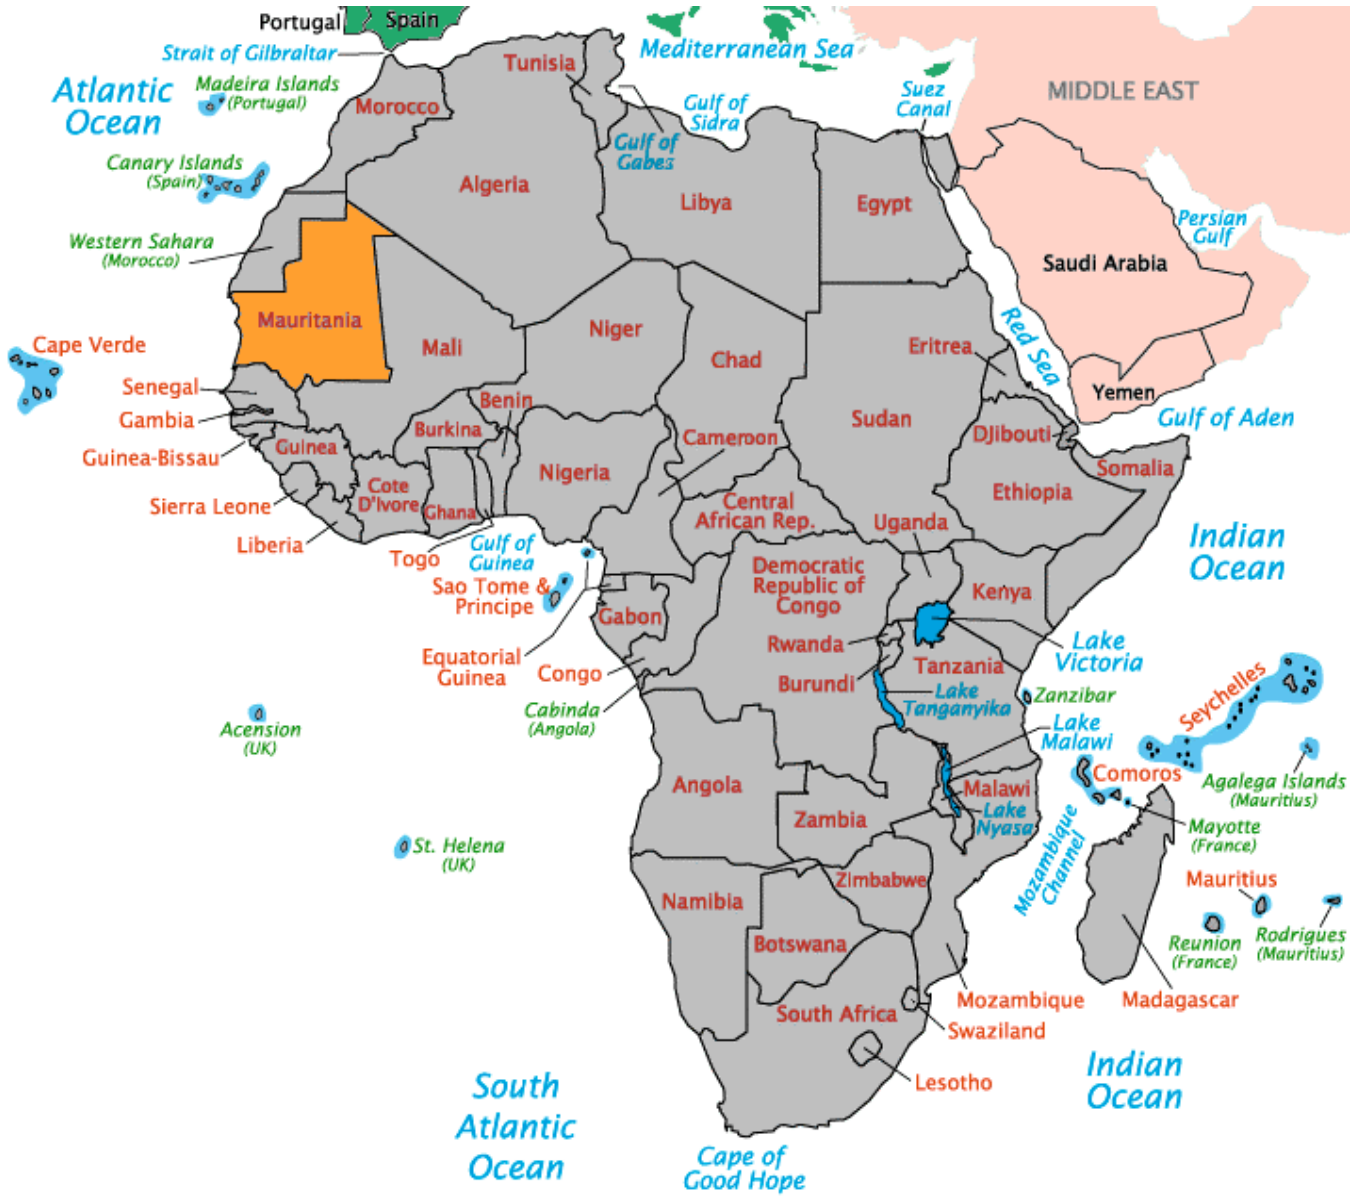 Portugal
Spain
Strait of Gilbraltar
Mediterranean Sea
Atlantic
Ocean
Madeira Islands
(Portugal)
Morocco
Tunisia
Gulf of
Sidra
Gulf of
Gabes
Suez
Canal
MIDDLE EAST
Canary Islands
(Spain)
Algeria
Libya
Egypt
Persian
Gulf
Western Sahara
(Morocco)
Saudi Arabia
Mauritania
Mali
Niger
Chad
Sudan
Eritrea
Red Sea
Yemen
Gulf of Aden
Cape Verde
Senegal
Gambia
Guinea-Bissau
Sierra Leone
Liberia
Guinea
Cote
D'Ivore
Burkina
Ghana
Benin
Togo
Nigeria
Cameroon
Central
African Rep.
DJibouti
Somalia
Ethiopia
Uganda
Gulf of
Guinea
Sao Tome &
Principe
Equatorial
Guinea
Gabon
Congo
Cabinda
(Angola)
Democratic
Republic of
Congo
Rwanda
Burundi
Kenya
Indian
Ocean
Lake
Victoria
Tanzania
Lake
Tanganyika
Zanzibar
Lake
Malawi
Seychelles
Acension
(UK)
Angola
Zambia
Malawi
Lake
Nyasa
Comoros
Agalega Islands
(Mauritius)
Mayotte
(France)
St. Helena
(UK)
Mozambique
Channel
Namibia
Zimbabwe
Botswana
Mauritius
Reunion
(France)
Rodrigues
(Mauritius)
South Africa
Mozambique
Madagascar
Swaziland
Lesotho
South
Atlantic
Ocean
Indian
Ocean
Cape of
Good Hope